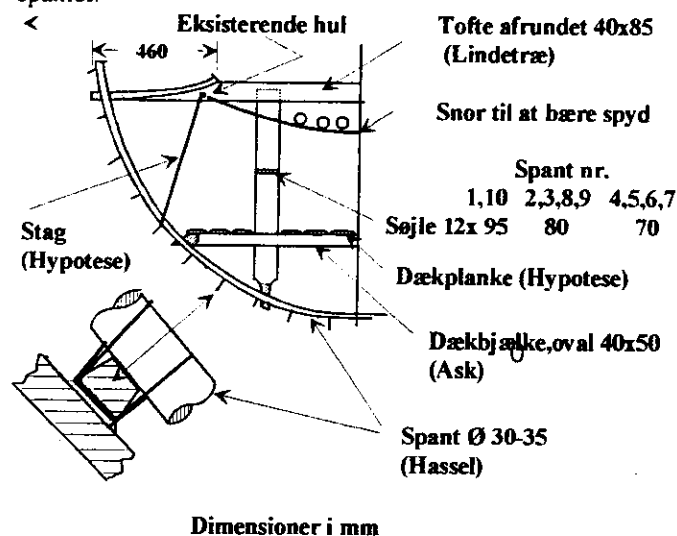 <
Eksisterende hul
460
Tofte afrundet 40x85
(Lindetræ)
Snor til at bære spyd
Spant nr.
1,10 2,3,8,9 4,5,6,7
Søjle 12x 95 80 70
Stag
(Hypotese)
Dækplanke (Hypotese)
Dækbjælke,oval 40x50
(Ask)
Spant Ø 30-35
(Hassel)
Dimensioner i mm